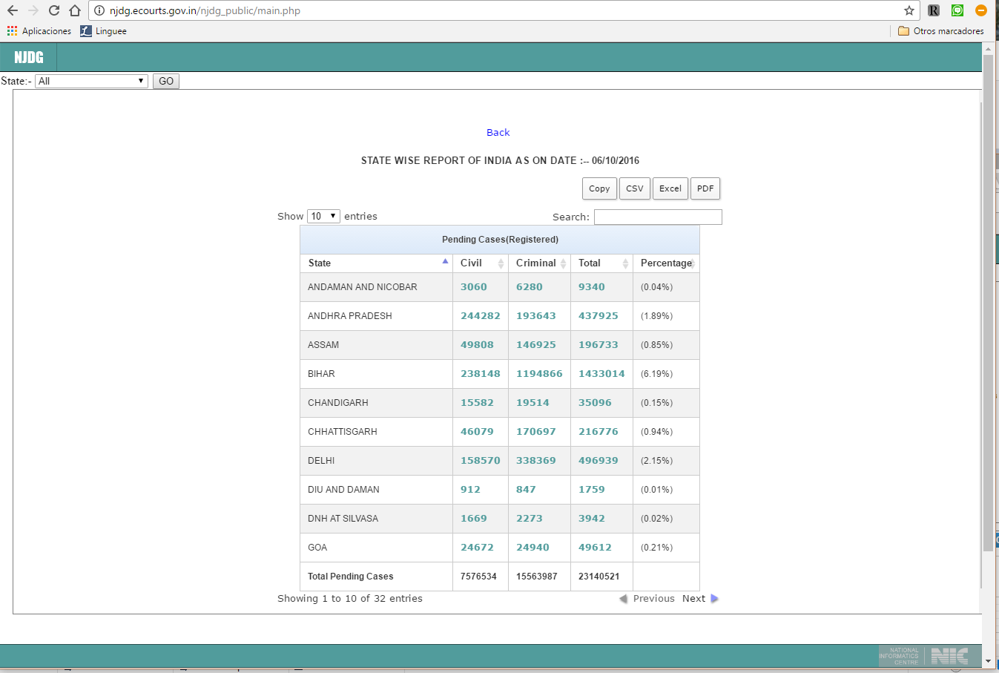 njdg.ecourts.gov.in/njdg_public/main.php
Aplicaciones Linguee Otros marcadores
NJDG
State:- All GO
Back
STATE WISE REPORT OF INDIA AS ON DATE :-- 06/10/2016
Copy CSV Excel PDF
Show 10 entries Search:
Pending Cases(Registered)
State Civil Criminal Total Percentage
ANDAMAN AND NICOBAR 3060 6280 9340 (0.04%)
ANDHRA PRADESH 244282 193643 437925 (1.89%)
ASSAM 49808 146925 196733 (0.85%)
BIHAR 238148 1194866 1433014 (6.19%)
CHANDIGARH 15582 19514 35096 (0.15%)
CHHATTISGARH 46079 170697 216776 (0.94%)
DELHI 158570 338369 496939 (2.15%)
DIU AND DAMAN 912 847 1759 (0.01%)
DNH AT SILVASA 1669 2273 3942 (0.02%)
GOA 24672 24940 49612 (0.21%)
Total Pending Cases 7576534 15563987 23140521
Showing 1 to 10 of 32 entries Previous Next
NATIONAL
INFORMATICS
CENTRE
NIC